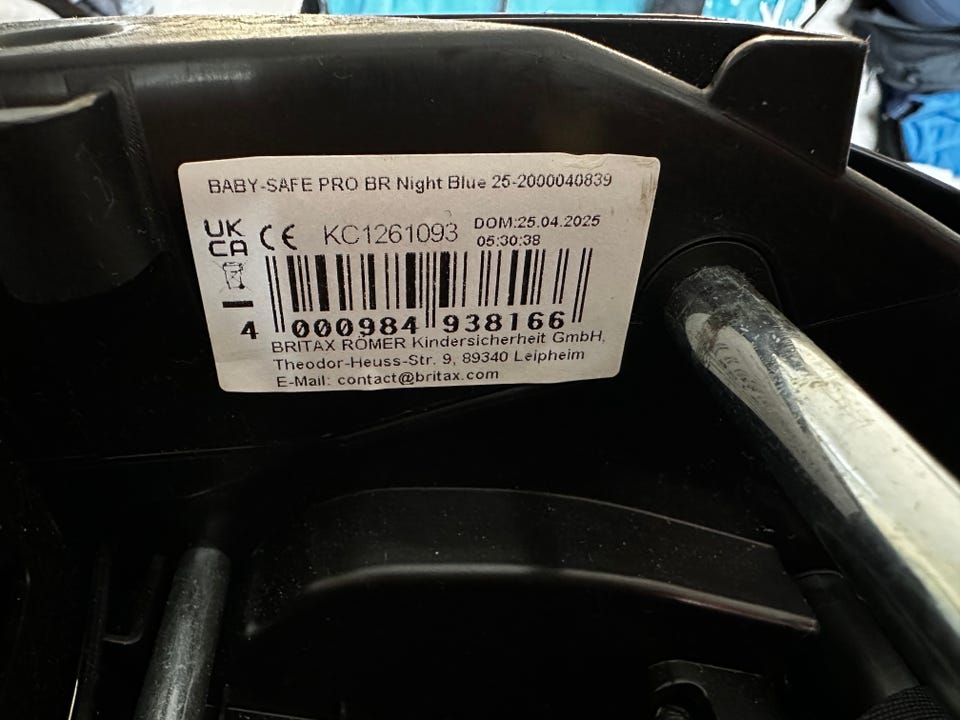 BABY-SAFE PRO BR Night Blue 25-2000040839
UK
CA
CE
KC1261093
DOM:25.04.2025
05:30:38
4 000984 938166
BRITAX RÖMER Kindersicherheit GmbH,
Theodor-Heuss-Str. 9, 89340 Leipheim
E-Mail: contact@britax.com